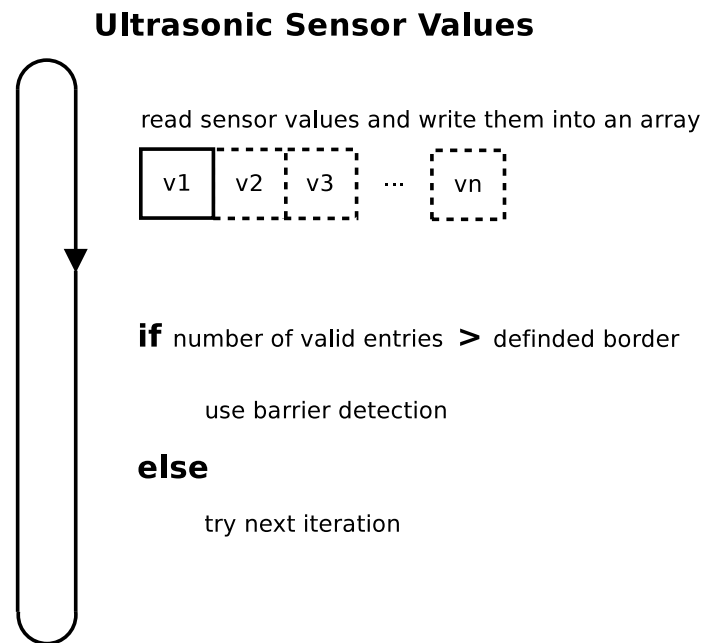 Ultrasonic Sensor Values
read sensor values and write them into an array
v1 v2 v3 ... vn
if number of valid entries > definded border
use barrier detection
else
try next iteration